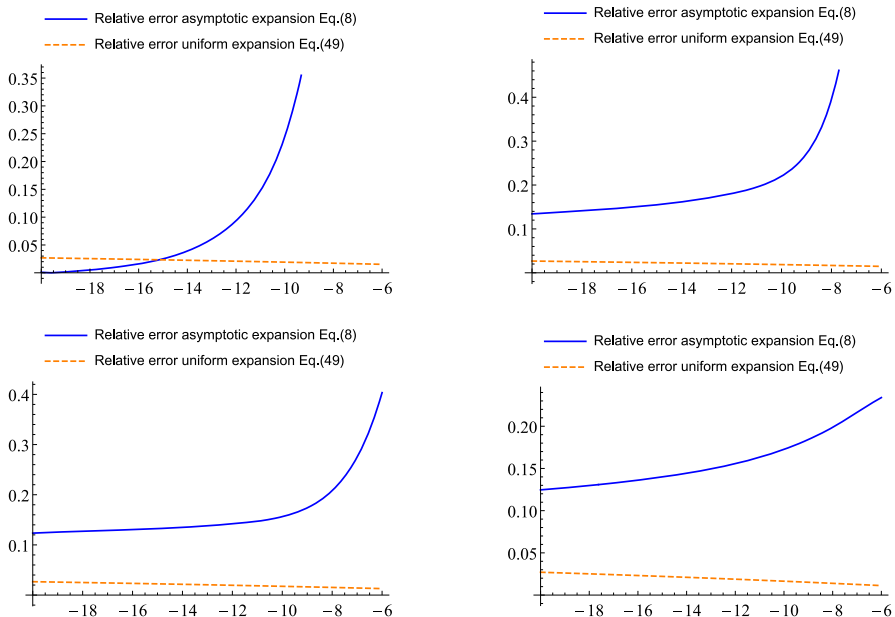 Relative error asymptotic expansion Eq.(8)
Relative error uniform expansion Eq.(49)
0.35
0.30
0.25
0.20
0.15
0.10
0.05
−18 −16 −14 −12 −10 −8 −6
Relative error asymptotic expansion Eq.(8)
Relative error uniform expansion Eq.(49)
0.4
0.3
0.2
0.1
−18 −16 −14 −12 −10 −8 −6
Relative error asymptotic expansion Eq.(8)
Relative error uniform expansion Eq.(49)
0.4
0.3
0.2
0.1
−18 −16 −14 −12 −10 −8 −6
Relative error asymptotic expansion Eq.(8)
Relative error uniform expansion Eq.(49)
0.20
0.15
0.10
0.05
−18 −16 −14 −12 −10 −8 −6